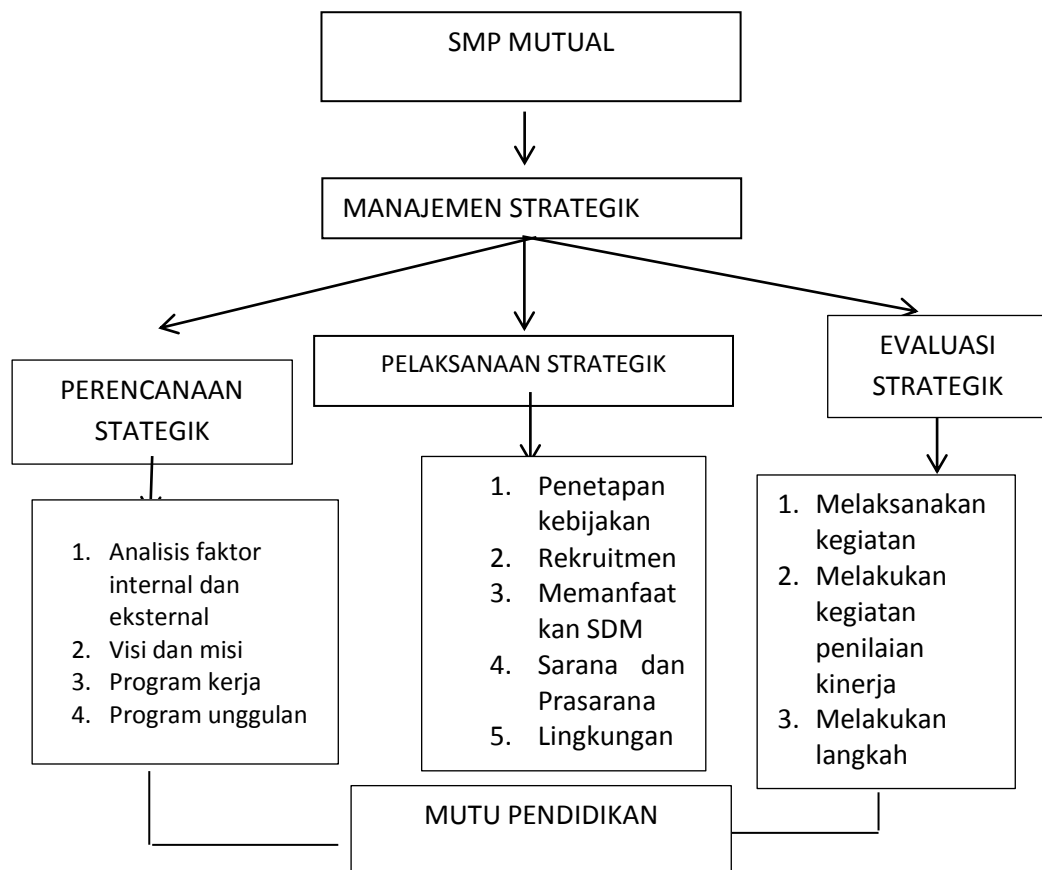 SMP MUTUAL
MANAJEMEN STRATEGIK
PERENCANAAN
STATEGIK
PELAKSANAAN STRATEGIK
EVALUASI
STRATEGIK
1. Analisis faktor
internal dan
eksternal
2. Visi dan misi
3. Program kerja
4. Program unggulan
1. Penetapan
kebijakan
2. Rekruitmen
3. Memanfaat
kan SDM
4. Sarana dan
Prasarana
5. Lingkungan
1. Melaksanakan
kegiatan
2. Melakukan
kegiatan
penilaian
kinerja
3. Melakukan
langkah
MUTU PENDIDIKAN